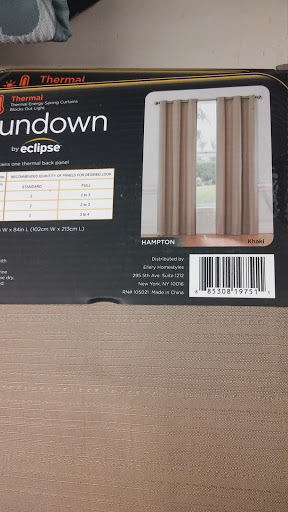 Thermal
Thermal
Thermal Energy Saving Curtains
Blocks Out Light
undown
by eclipse
ains one thermal back panel
RECOMMENDED QUANTITY OF PANELS FOR DESIRED LOOK
STANDARD FULL
2 to 3
2 2 to 3
2 2 to 4
W x 84in L (102cm W x 213cm L)
HAMPTON Khaki
Distributed by
Ellery Homestyles
295 5th Ave. Suite 1212
New York, NY 10016
RN# 105021 Made in China
8 85308 19751